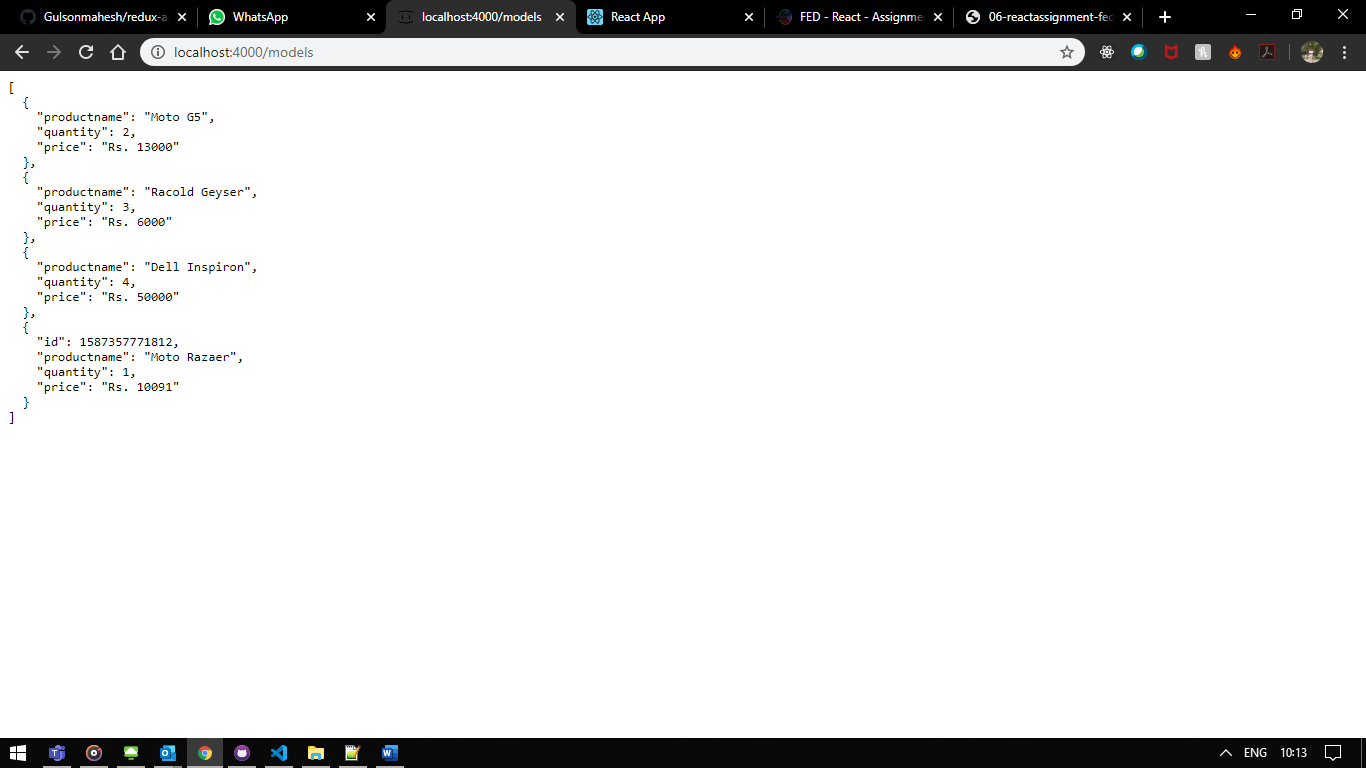 Gulsonmahesh/redux-a
WhatsApp
localhost:4000/models
React App
FED - React - Assignme
06-reactassignment-fed
localhost:4000/models
[
  {
    "productname": "Moto G5",
    "quantity": 2,
    "price": "Rs. 13000"
  },
  {
    "productname": "Racold Geyser",
    "quantity": 3,
    "price": "Rs. 6000"
  },
  {
    "productname": "Dell Inspiron",
    "quantity": 4,
    "price": "Rs. 50000"
  },
  {
    "id": 1587357771812,
    "productname": "Moto Razaer",
    "quantity": 1,
    "price": "Rs. 10091"
  }
]
ENG 10:13